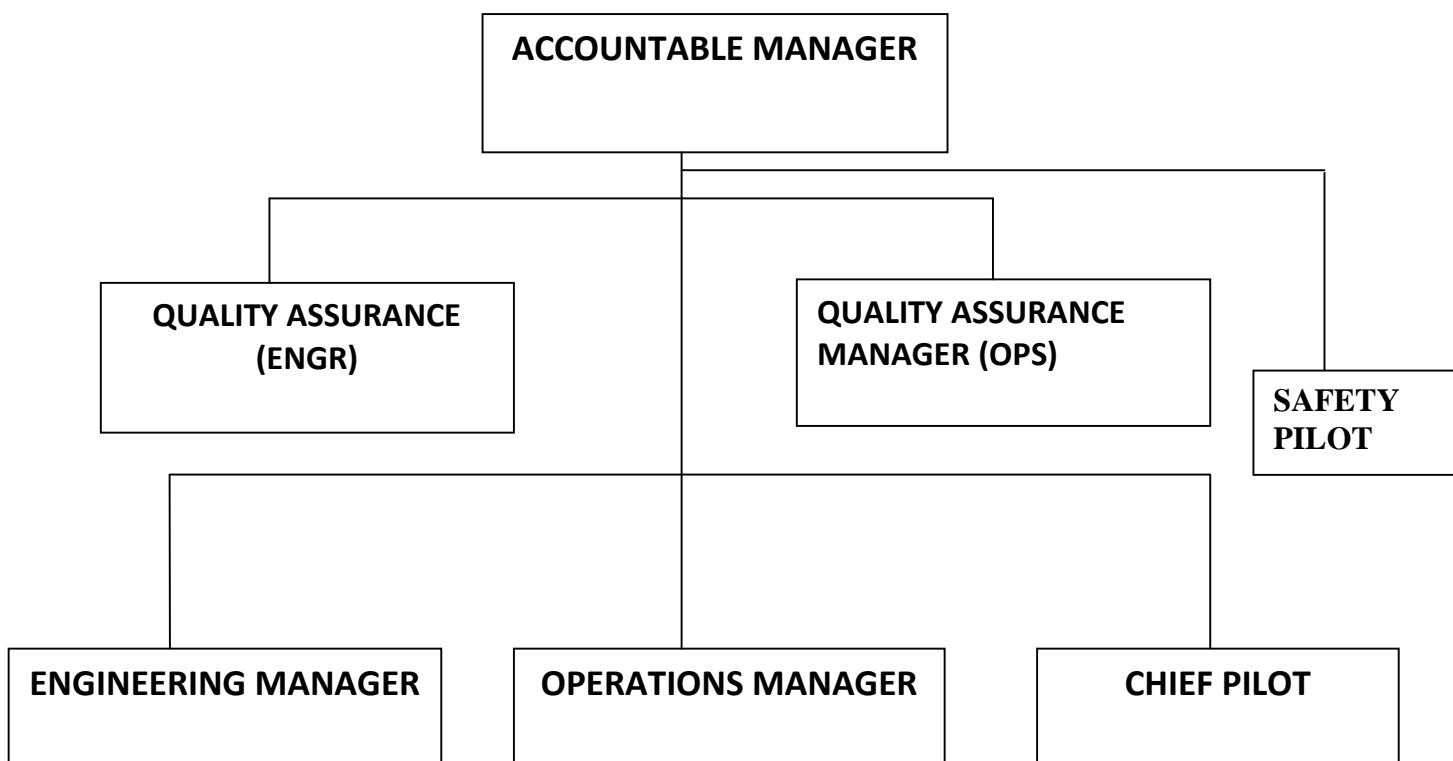 ACCOUNTABLE MANAGER
QUALITY ASSURANCE
(ENGR)
QUALITY ASSURANCE
MANAGER (OPS)
SAFETY
PILOT
ENGINEERING MANAGER
OPERATIONS MANAGER
CHIEF PILOT